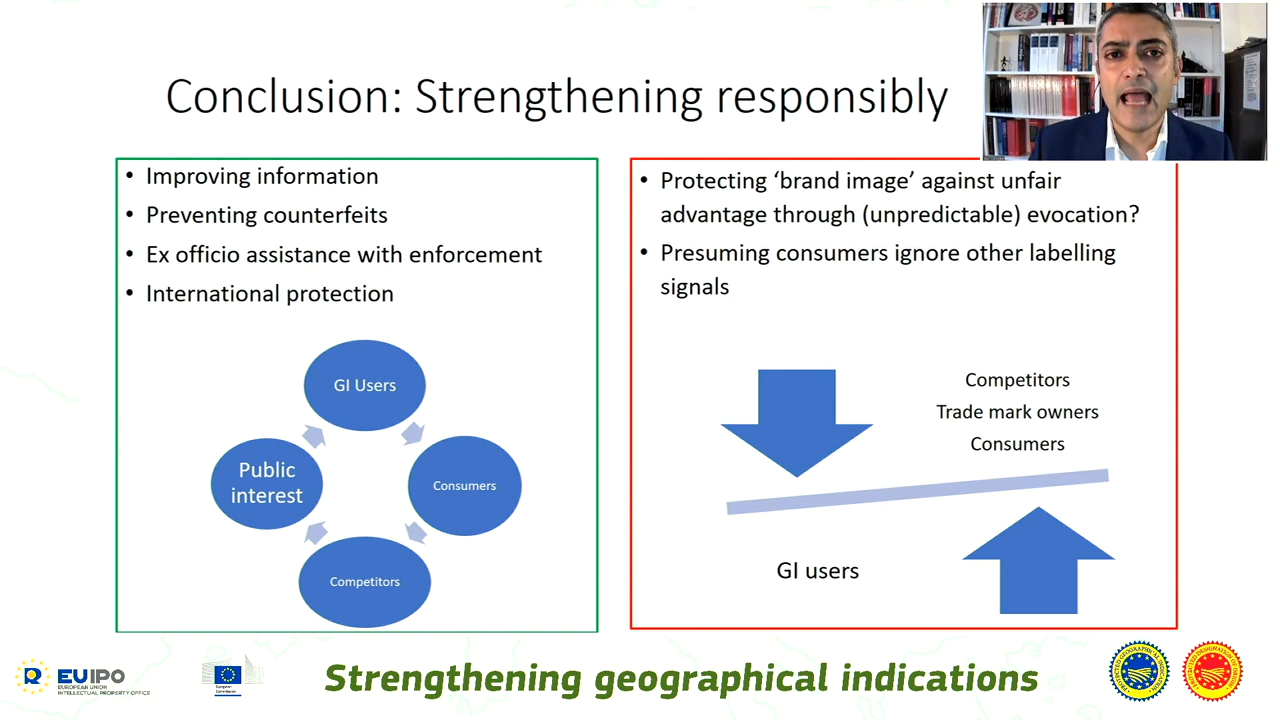 Conclusion: Strengthening responsibly
• Improving information
• Preventing counterfeits
• Ex officio assistance with enforcement
• International protection
GI Users
Public
interest
Consumers
Competitors
• Protecting ‘brand image’ against unfair
advantage through (unpredictable) evocation?
• Presuming consumers ignore other labelling
signals
Competitors
Trade mark owners
Consumers
GI users
EUIPO
EUROPEAN UNION
INTELLECTUAL PROPERTY OFFICE
European
Commission
Strengthening geographical indications